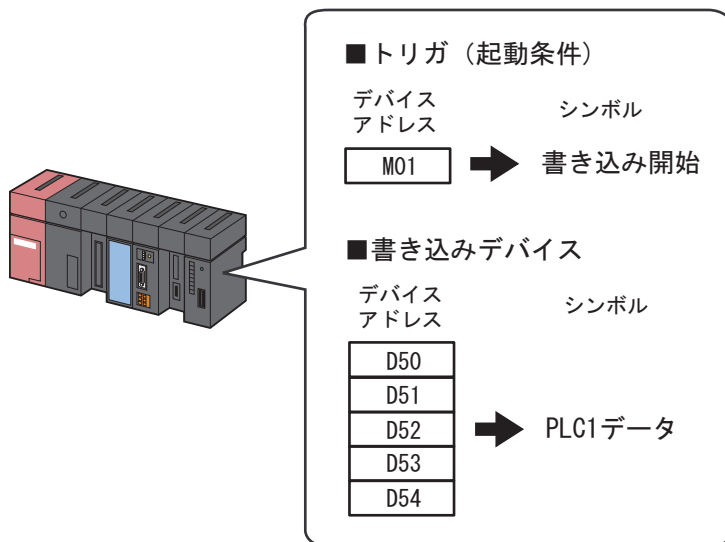 ■トリガ（起動条件）
デバイス
アドレス
シンボル
M01
書き込み開始
■書き込みデバイス
デバイス
アドレス
シンボル
D50
D51
D52
D53
D54
PLC1データ